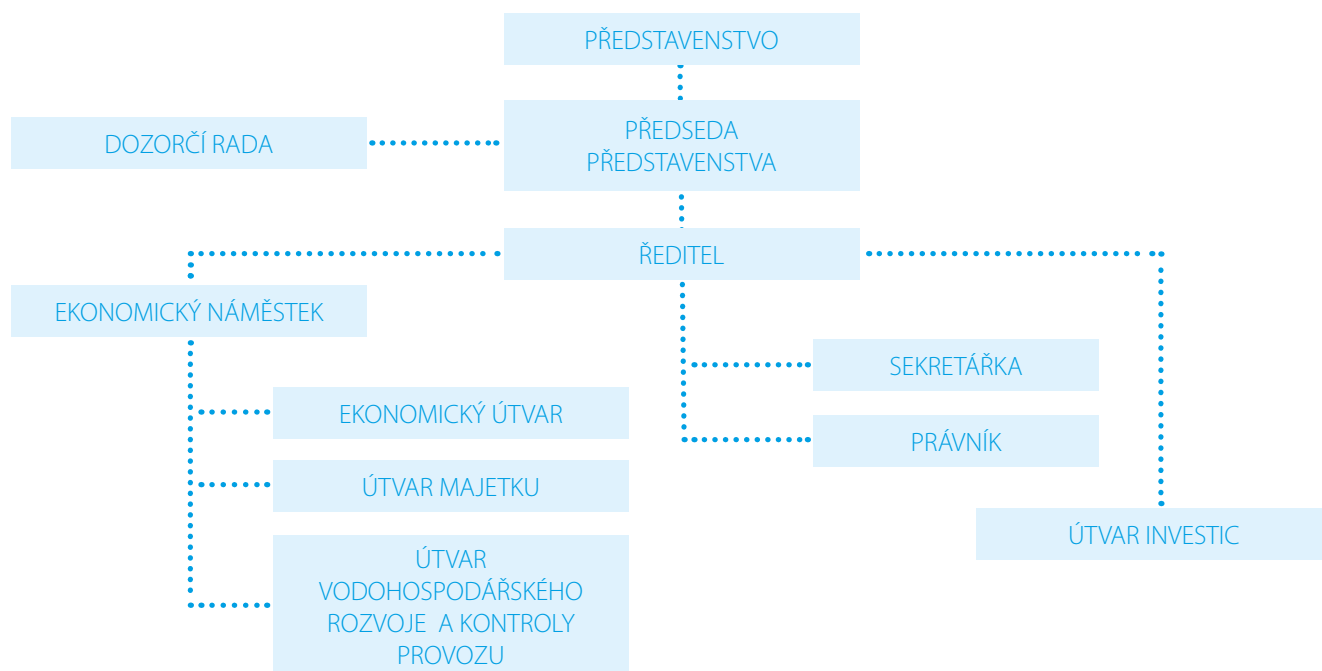 PŘEDSTAVENSTVO
DOZORČÍ RADA
PŘEDSEDA
PŘEDSTAVENSTVA
ŘEDITEL
EKONOMICKÝ NÁMĚSTEK
SEKRETÁŘKA
EKONOMICKÝ ÚTVAR
PRÁVNÍK
ÚTVAR MAJETKU
ÚTVAR INVESTIC
ÚTVAR
VODOHOSPODÁŘSKÉHO
ROZVOJE A KONTROLY
PROVOZU